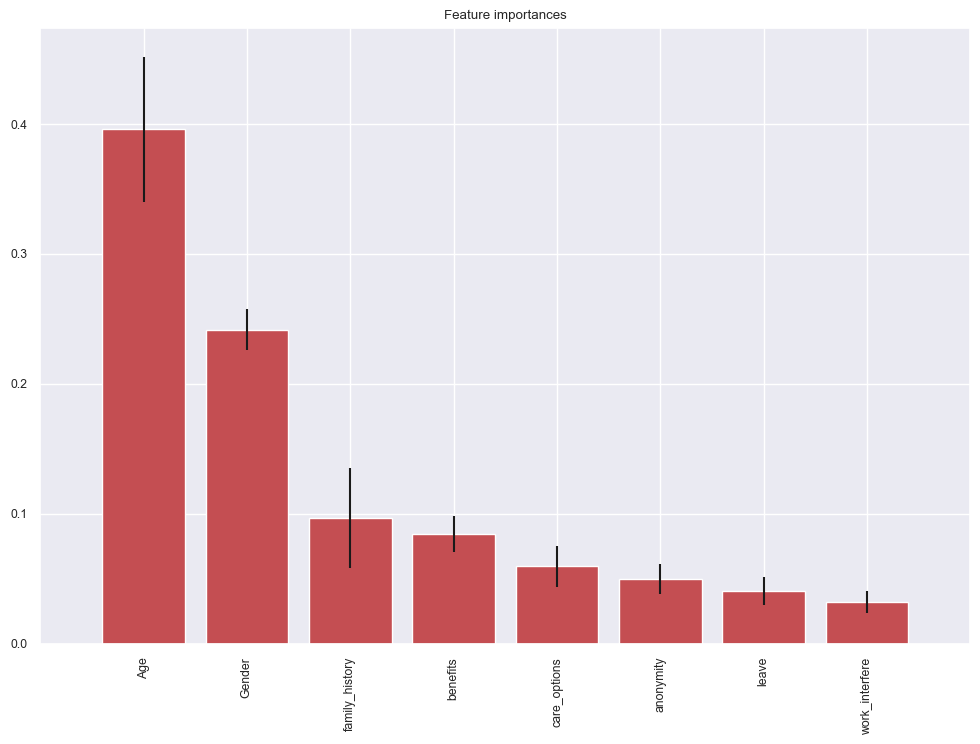 Feature importances
0.4
0.3
0.2
0.1
0.0
Age
Gender
family_history
benefits
care_options
anonymity
leave
work_interfere